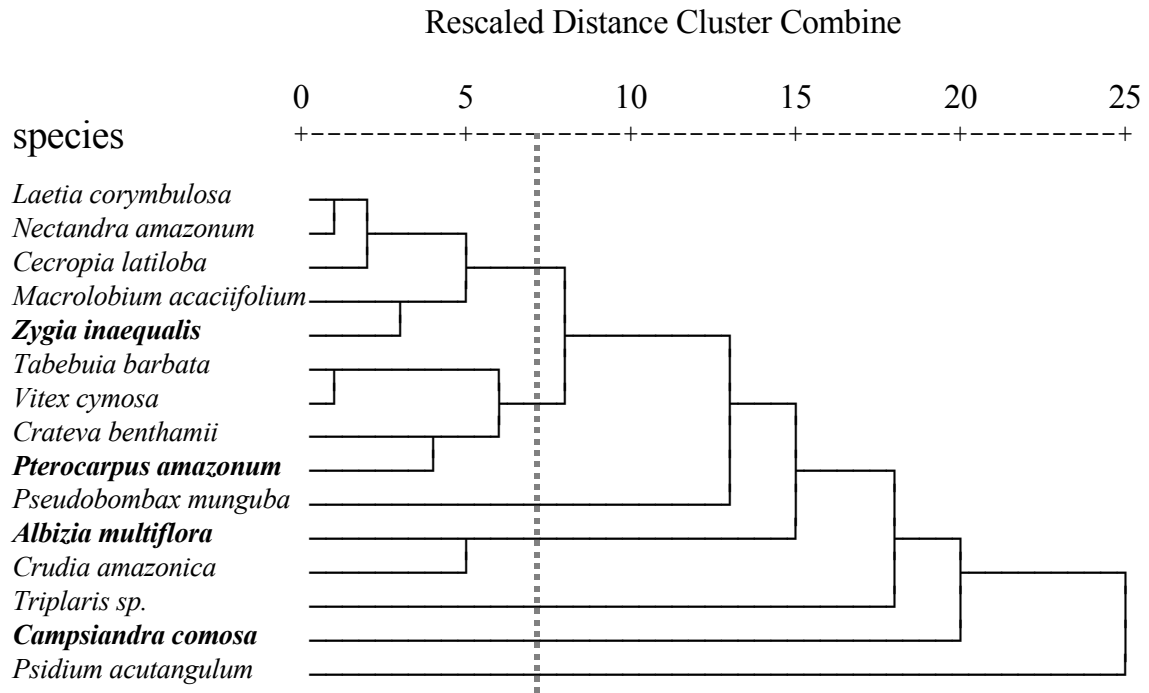 Rescaled Distance Cluster Combine
0 5 10 15 20 25
species
Laetia corymbulosa
Nectandra amazonum
Cecropia latiloba
Macrolobium acaciifolium
Zygia inaequalis
Tabebuia barbata
Vitex cymosa
Crateva benthamii
Pterocarpus amazonum
Pseudobombax munguba
Albizia multiflora
Crudia amazonica
Triplaris sp.
Campsiandra comosa
Psidium acutangulum